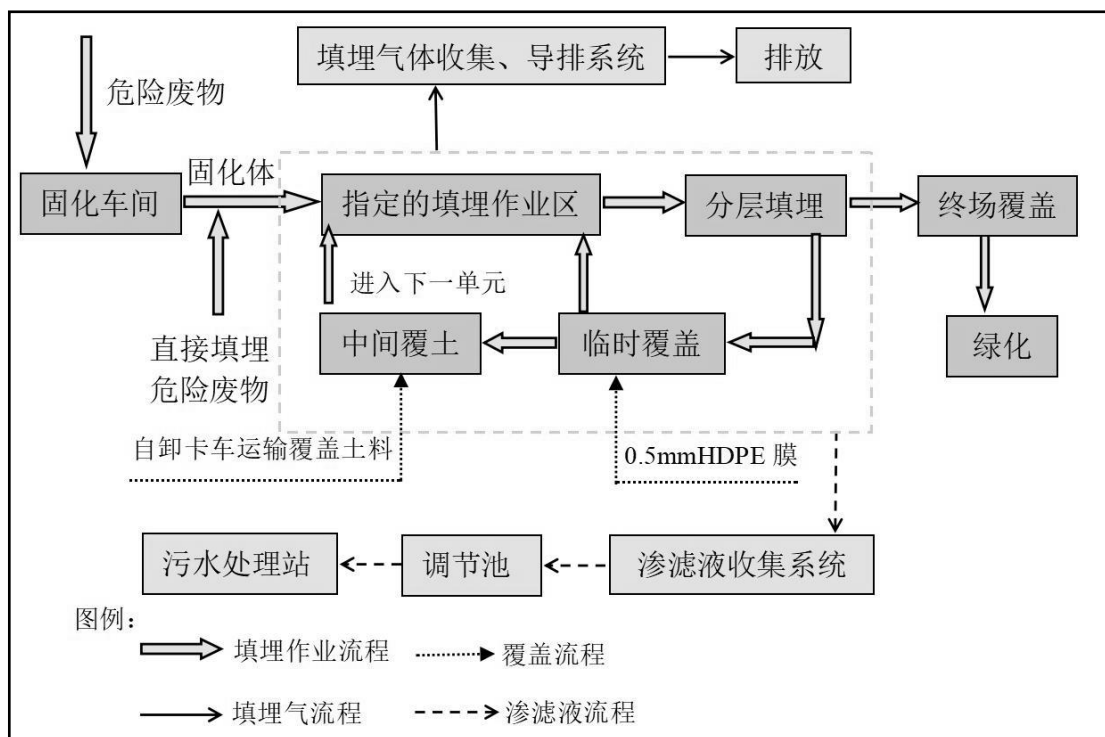 填埋气体收集、导排系统
排放
危险废物
固化体
固化车间
指定的填埋作业区
分层填埋
终场覆盖
进入下一单元
直接填埋
危险废物
中间覆土
临时覆盖
绿化
自卸卡车运输覆盖土料
0.5mmHDPE 膜
污水处理站
调节池
渗滤液收集系统
图例：
填埋作业流程
覆盖流程
填埋气流程
渗滤液流程